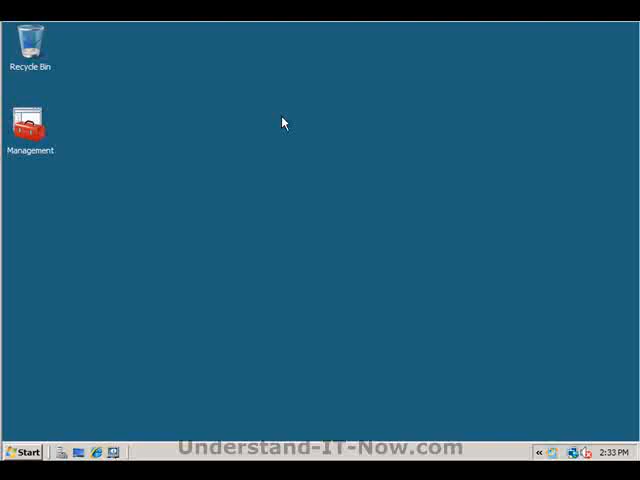 Recycle Bin
Management
Start
«
2:33 PM
Understand-IT-Now.com